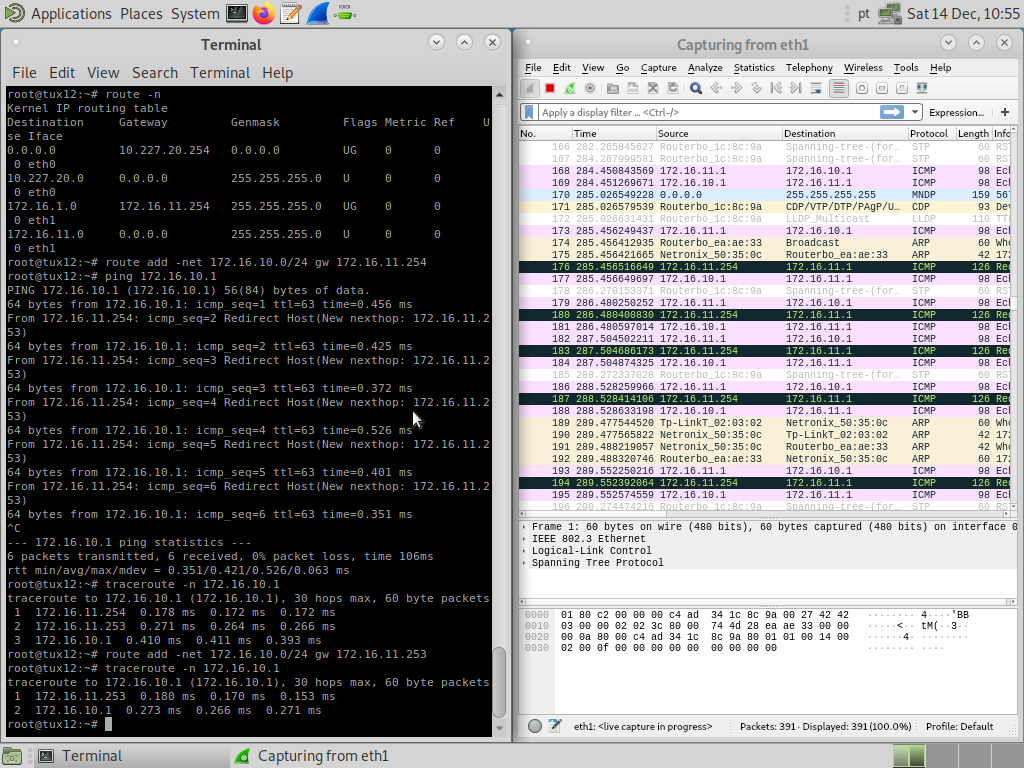 Applications Places System
pt Sat 14 Dec, 10:55
Terminal
File Edit View Search Terminal Help
root@tux12:~# route -n
Kernel IP routing table
Destination Gateway Genmask Flags Metric Ref U
se Iface
0.0.0.0 10.227.20.254 0.0.0.0 UG 0 0
0 eth0
10.227.20.0 0.0.0.0 255.255.255.0 U 0 0
0 eth0
172.16.1.0 172.16.11.254 255.255.255.0 UG 0 0
0 eth1
172.16.11.0 0.0.0.0 255.255.255.0 U 0 0
0 eth1
root@tux12:~# route add -net 172.16.10.0/24 gw 172.16.11.254
root@tux12:~# ping 172.16.10.1
PING 172.16.10.1 (172.16.10.1) 56(84) bytes of data.
64 bytes from 172.16.10.1: icmp_seq=1 ttl=63 time=0.456 ms
From 172.16.11.254: icmp_seq=2 Redirect Host(New nexthop: 172.16.11.2
53)
64 bytes from 172.16.10.1: icmp_seq=2 ttl=63 time=0.425 ms
From 172.16.11.254: icmp_seq=3 Redirect Host(New nexthop: 172.16.11.2
53)
64 bytes from 172.16.10.1: icmp_seq=3 ttl=63 time=0.372 ms
From 172.16.11.254: icmp_seq=4 Redirect Host(New nexthop: 172.16.11.2
53)
64 bytes from 172.16.10.1: icmp_seq=4 ttl=63 time=0.526 ms
From 172.16.11.254: icmp_seq=5 Redirect Host(New nexthop: 172.16.11.2
53)
64 bytes from 172.16.10.1: icmp_seq=5 ttl=63 time=0.401 ms
From 172.16.11.254: icmp_seq=6 Redirect Host(New nexthop: 172.16.11.2
53)
64 bytes from 172.16.10.1: icmp_seq=6 ttl=63 time=0.351 ms
^C
--- 172.16.10.1 ping statistics ---
6 packets transmitted, 6 received, 0% packet loss, time 106ms
rtt min/avg/max/mdev = 0.351/0.421/0.526/0.063 ms
root@tux12:~# traceroute -n 172.16.10.1
traceroute to 172.16.10.1 (172.16.10.1), 30 hops max, 60 byte packets
1 172.16.11.254 0.178 ms 0.172 ms 0.172 ms
2 172.16.11.253 0.271 ms 0.264 ms 0.266 ms
3 172.16.10.1 0.410 ms 0.411 ms 0.393 ms
root@tux12:~# route add -net 172.16.10.0/24 gw 172.16.11.253
root@tux12:~# traceroute -n 172.16.10.1
traceroute to 172.16.10.1 (172.16.10.1), 30 hops max, 60 byte packets
1 172.16.11.253 0.180 ms 0.170 ms 0.153 ms
2 172.16.10.1 0.273 ms 0.266 ms 0.271 ms
root@tux12:~#
Capturing from eth1
File Edit View Go Capture Analyze Statistics Telephony Wireless Tools Help
Apply a display filter ... <Ctrl-/> Expression... +
No. Time Source Destination Protocol Length Info
166 282.265845627 Routerbo_1c:8c:9a Spanning-tree-(for… STP 60 RS
167 284.267999581 Routerbo_1c:8c:9a Spanning-tree-(for… STP 60 RS
168 284.450843569 172.16.11.1 172.16.10.1 ICMP 98 Ech
169 284.451269671 172.16.10.1 172.16.11.1 ICMP 98 Ech
170 285.026549228 0.0.0.0 255.255.255.255 MNDP 159 567
171 285.026579539 Routerbo_1c:8c:9a CDP/VTP/DTP/PAgP/U… CDP 93 Dev
172 285.026631431 Routerbo_1c:8c:9a LLDP_Multicast LLDP 110 TT
173 285.456249437 172.16.11.1 172.16.10.1 ICMP 98 Ech
174 285.456412935 Routerbo_ea:ae:33 Broadcast ARP 60 Who
175 285.456421665 Netronix_50:35:0c Routerbo_ea:ae:33 ARP 42 172
176 285.456516649 172.16.11.254 172.16.11.1 ICMP 126 Red
177 285.456459697 172.16.10.1 172.16.11.1 ICMP 98 Ech
178 286.270173351 Routerbo_1c:8c:9a Spanning-tree-(for… STP 60 RS
179 286.480250252 172.16.11.1 172.16.10.1 ICMP 98 Ech
180 286.480400830 172.16.11.254 172.16.11.1 ICMP 126 Red
181 286.480597014 172.16.10.1 172.16.11.1 ICMP 98 Ech
182 287.504502211 172.16.11.1 172.16.10.1 ICMP 98 Ech
183 287.504686173 172.16.11.254 172.16.11.1 ICMP 126 Red
184 287.504874325 172.16.10.1 172.16.11.1 ICMP 98 Ech
185 288.272337028 Routerbo_1c:8c:9a Spanning-tree-(for… STP 60 RS
186 288.528259966 172.16.11.1 172.16.10.1 ICMP 98 Ech
187 288.528414106 172.16.11.254 172.16.11.1 ICMP 126 Red
188 288.528633198 172.16.10.1 172.16.11.1 ICMP 98 Ech
189 289.477544520 Tp-LinkT_02:03:02 Netronix_50:35:0c ARP 60 Who
190 289.477565822 Netronix_50:35:0c Tp-LinkT_02:03:02 ARP 42 172
191 289.488219057 Netronix_50:35:0c Routerbo_ea:ae:33 ARP 42 Who
192 289.488320746 Routerbo_ea:ae:33 Netronix_50:35:0c ARP 60 172
193 289.552250216 172.16.11.1 172.16.10.1 ICMP 98 Ech
194 289.552392064 172.16.11.254 172.16.11.1 ICMP 126 Red
195 289.552574559 172.16.10.1 172.16.11.1 ICMP 98 Ech
196 290.274474216 Routerbo_1c:8c:9a Spanning-tree-(for… STP 60 RS
Frame 1: 60 bytes on wire (480 bits), 60 bytes captured (480 bits) on interface 0
IEEE 802.3 Ethernet
Logical-Link Control
Spanning Tree Protocol
0000 01 80 c2 00 00 00 c4 ad 34 1c 8c 9a 00 27 42 42 ········ 4····'BB
0010 03 00 00 02 02 3c 80 00 74 4d 28 ea ae 33 00 00 ·····<·· tM(··3··
0020 00 0a 80 00 c4 ad 34 1c 8c 9a 80 01 01 00 14 00 ······4· ········
0030 02 00 0f 00 00 00 00 00 00 00 00 00 ········ ····
eth1: <live capture in progress> Packets: 391 · Displayed: 391 (100.0%) Profile: Default
Terminal
Capturing from eth1